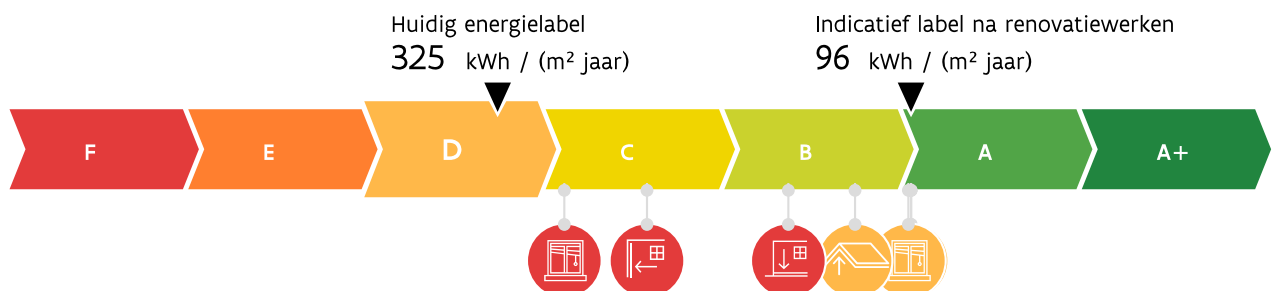 Huidig energielabel
325 kWh / (m² jaar)
Indicatief label na renovatiewerken
96 kWh / (m² jaar)
F E D C B A A+